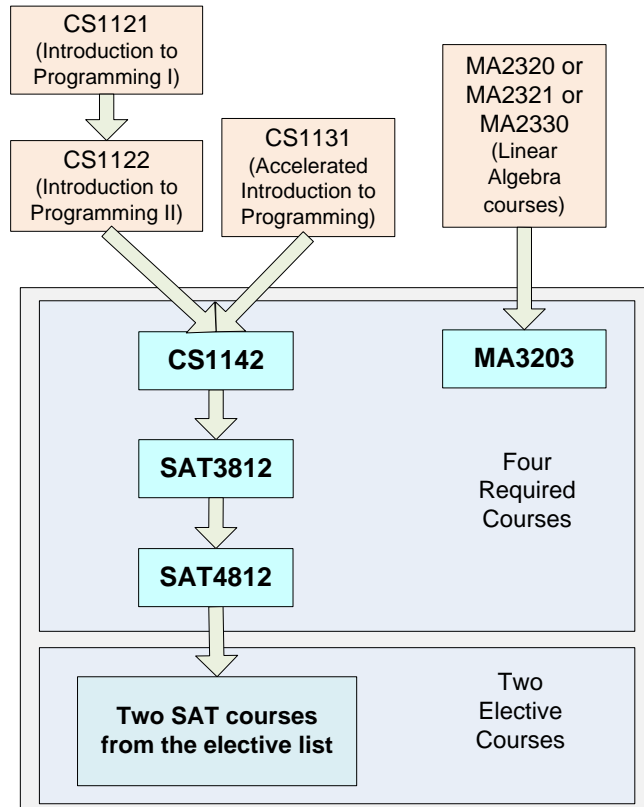 CS1121
(Introduction to
Programming I)
CS1122
(Introduction to
Programming II)
CS1131
(Accelerated
Introduction to
Programming)
MA2320 or
MA2321 or
MA2330
(Linear
Algebra
courses)
CS1142
MA3203
SAT3812
SAT4812
Four
Required
Courses
Two SAT courses
from the elective list
Two
Elective
Courses